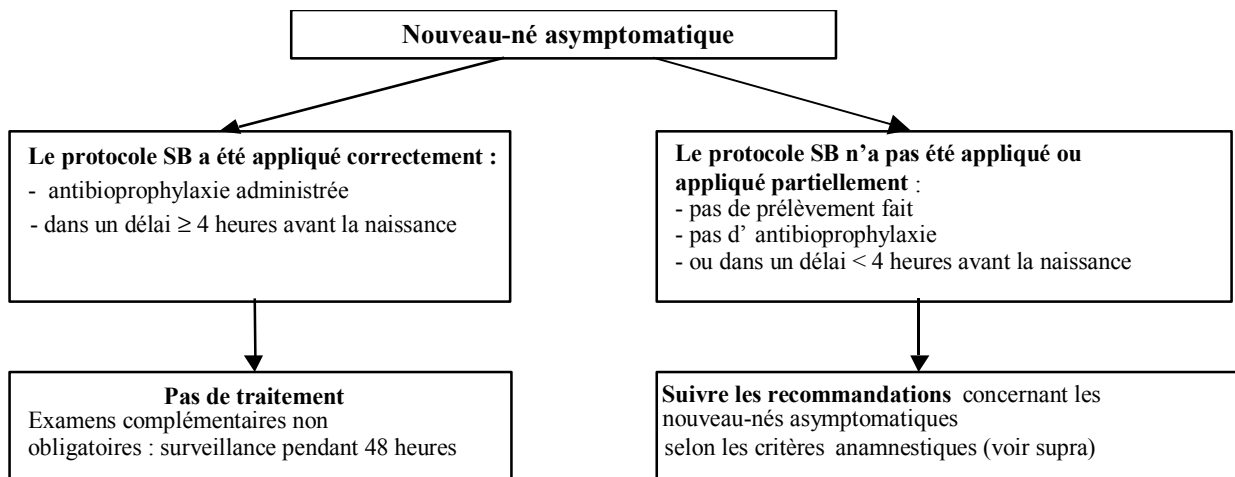 Nouveau-né asymptomatique
Le protocole SB a été appliqué correctement :
- antibioprophylaxie administrée
- dans un délai ≥ 4 heures avant la naissance
Le protocole SB n'a pas été appliqué ou
appliqué partiellement :
- pas de prélèvement fait
- pas d' antibioprophylaxie
- ou dans un délai < 4 heures avant la naissance
Pas de traitement
Examens complémentaires non
obligatoires : surveillance pendant 48 heures
Suivre les recommandations concernant les
nouveau-nés asymptomatiques
selon les critères anamnestiques (voir supra)